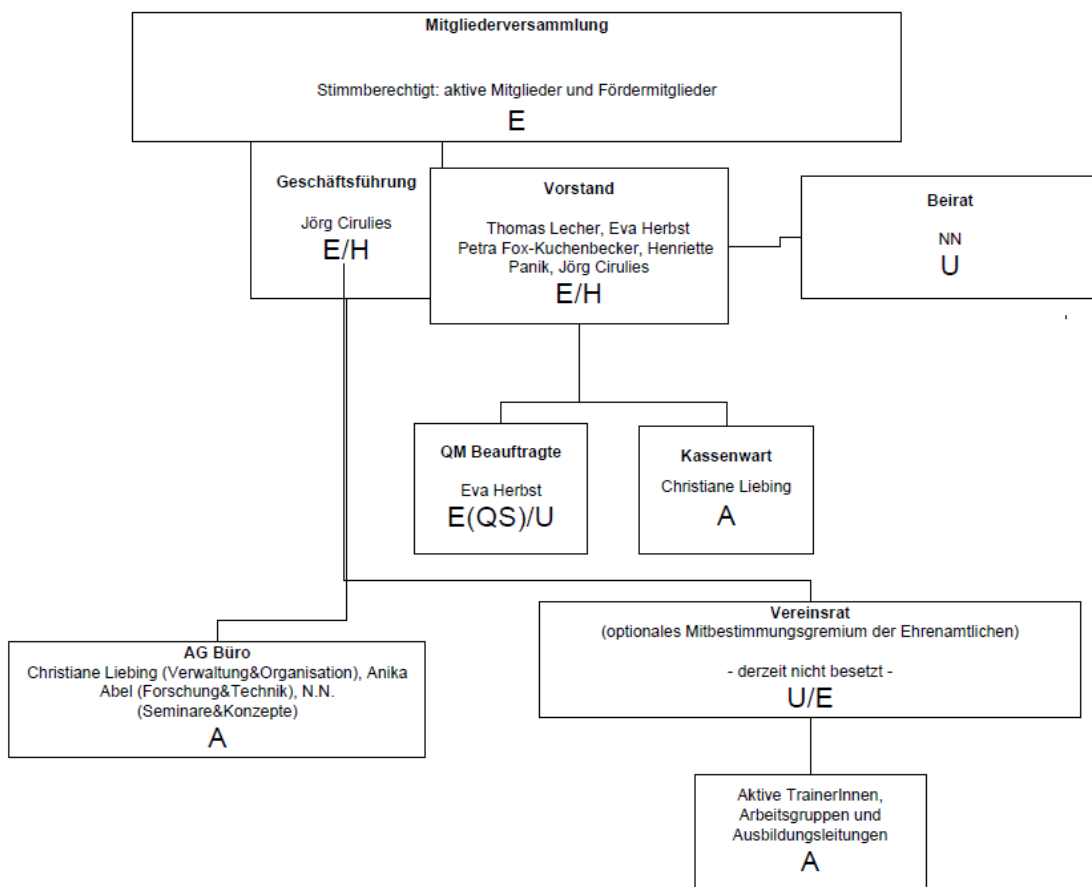 Mitgliederversammlung
Stimmberechtigt: aktive Mitglieder und Fördermitglieder
E
Geschäftsführung
Jörg Cirulies
E/H
Vorstand
Thomas Lecher, Eva Herbst
Petra Fox-Kuchenbecker, Henriette
Panik, Jörg Cirulies
E/H
Beirat
NN
U
QM Beauftragte
Eva Herbst
E(QS)/U
Kassenwart
Christiane Liebing
A
AG Büro
Christiane Liebing (Verwaltung&Organisation), Anika
Abel (Forschung&Technik), N.N.
(Seminare&Konzepte)
A
Vereinsrat
(optionales Mitbestimmungsgremium der Ehrenamtlichen)
- derzeit nicht besetzt -
U/E
Aktive TrainerInnen,
Arbeitsgruppen und
Ausbildungsleitungen
A